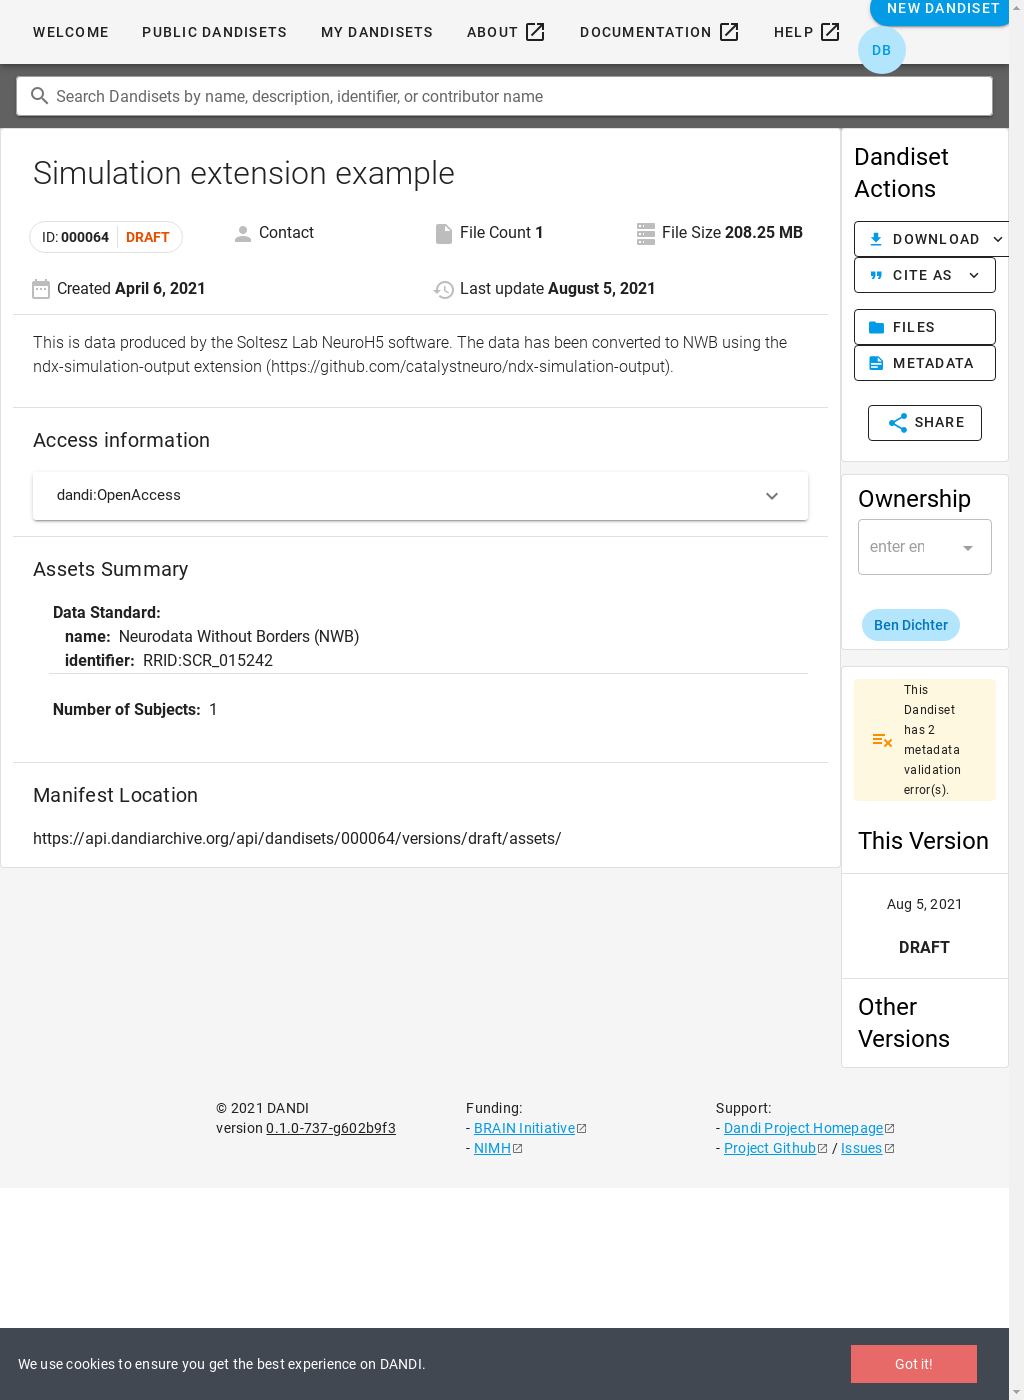 WELCOME PUBLIC DANDISETS MY DANDISETS ABOUT DOCUMENTATION HELP
NEW DANDISET
DB
Search Dandisets by name, description, identifier, or contributor name
Simulation extension example
ID: 000064 DRAFT Contact File Count 1 File Size 208.25 MB
Created April 6, 2021 Last update August 5, 2021
This is data produced by the Soltesz Lab NeuroH5 software. The data has been converted to NWB using the
ndx-simulation-output extension (https://github.com/catalystneuro/ndx-simulation-output).
Access information
dandi:OpenAccess
Assets Summary
Data Standard:
name: Neurodata Without Borders (NWB)
identifier: RRID:SCR_015242
Number of Subjects: 1
Manifest Location
https://api.dandiarchive.org/api/dandisets/000064/versions/draft/assets/
Dandiset
Actions
DOWNLOAD
CITE AS
FILES
METADATA
SHARE
Ownership
enter en
Ben Dichter
This
Dandiset
has 2
metadata
validation
error(s).
This Version
Aug 5, 2021
DRAFT
Other
Versions
© 2021 DANDI
version 0.1.0-737-g602b9f3
Funding:
- BRAIN Initiative
- NIMH
Support:
- Dandi Project Homepage
- Project Github / Issues
We use cookies to ensure you get the best experience on DANDI.
Got it!